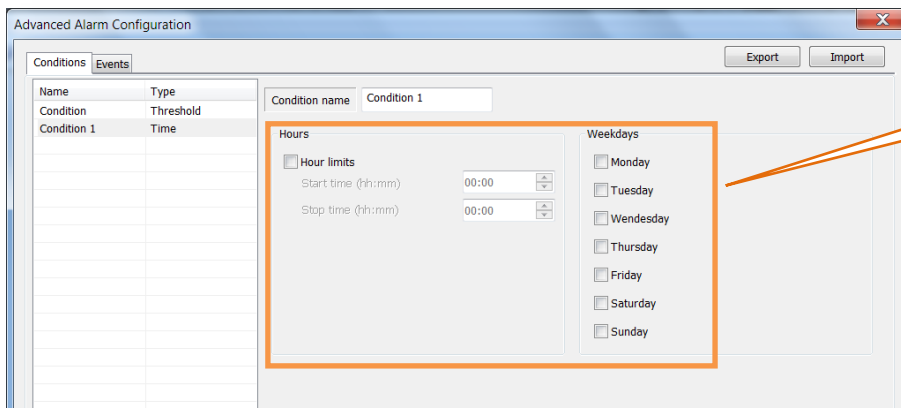 Advanced Alarm Configuration
X
Conditions Events
Export Import
Name Type
Condition Threshold
Condition 1 Time
Condition name Condition 1
Hours
Hour limits
Start time (hh:mm) 00:00
Stop time (hh:mm) 00:00
Weekdays
Monday
Tuesday
Wendesday
Thursday
Friday
Saturday
Sunday